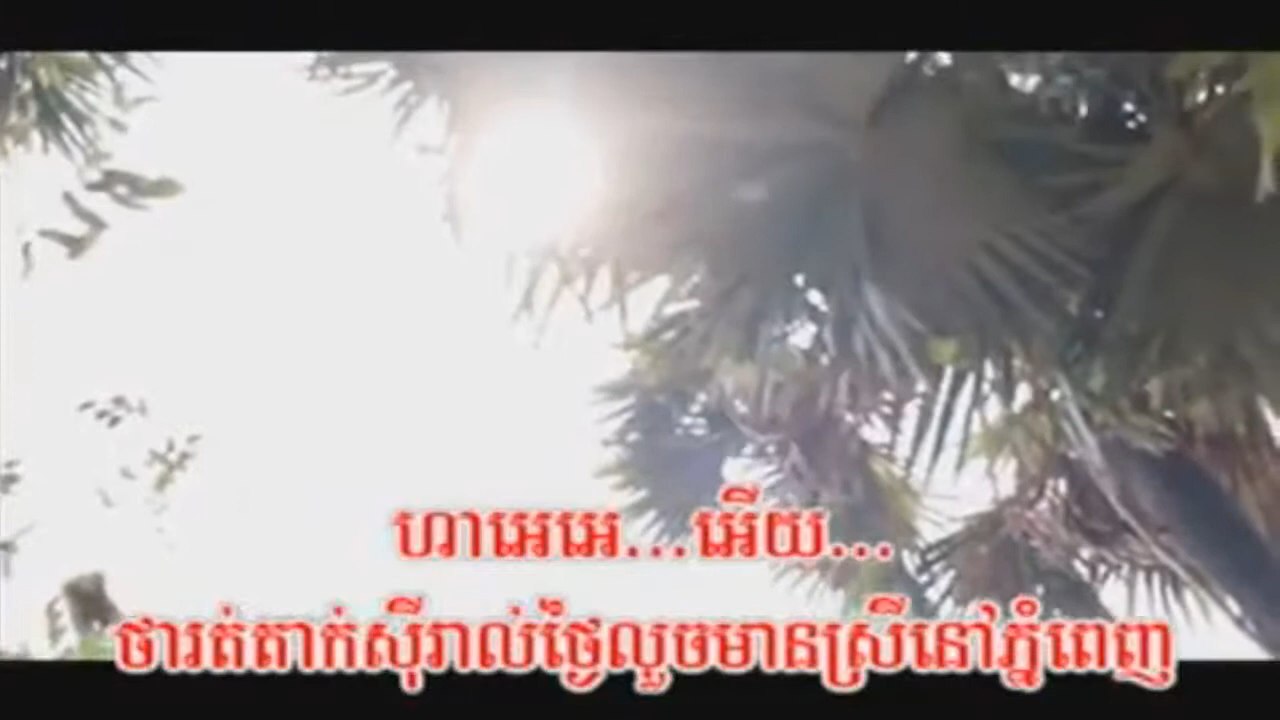 ហាអេអេ...អើយ...
ថារត់តាក់ស៊ីរាល់ថ្ងៃលួចមានស្រីនៅភ្នំពេញ